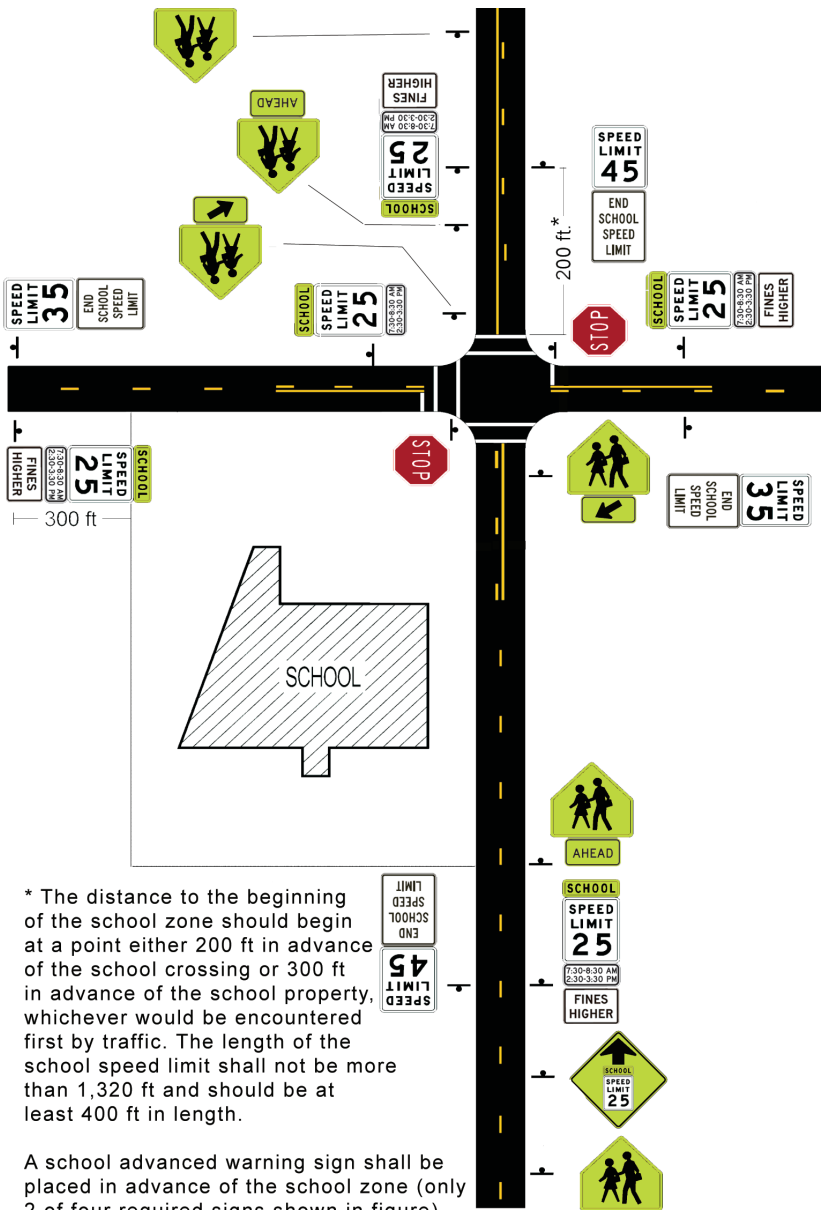 AHEAD
FINES
HIGHER
7:30-8:30 AM
2:30-3:30 PM
SPEED
LIMIT
25
SCHOOL
SPEED
LIMIT
45
END
SCHOOL
SPEED
LIMIT
200 ft.*
SPEED
LIMIT
35
END
SCHOOL
SPEED
LIMIT
SCHOOL
SPEED
LIMIT
25
7:30-8:30 AM
2:30-3:30 PM
STOP
SCHOOL
SPEED
LIMIT
25
7:30-8:30 AM
2:30-3:30 PM
FINES
HIGHER
SCHOOL
SPEED
LIMIT
25
7:30-8:30 AM
2:30-3:30 PM
FINES
HIGHER
300 ft
STOP
SPEED
LIMIT
35
END
SCHOOL
SPEED
LIMIT
SCHOOL
AHEAD
SCHOOL
SPEED
LIMIT
25
7:30-8:30 AM
2:30-3:30 PM
FINES
HIGHER
END
SCHOOL
SPEED
LIMIT
SPEED
LIMIT
45
SCHOOL
SPEED
LIMIT
25
* The distance to the beginning
of the school zone should begin
at a point either 200 ft in advance
of the school crossing or 300 ft
in advance of the school property,
whichever would be encountered
first by traffic. The length of the
school speed limit shall not be more
than 1,320 ft and should be at
least 400 ft in length.
A school advanced warning sign shall be
placed in advance of the school zone (only
2 of four required signs shown in figure)